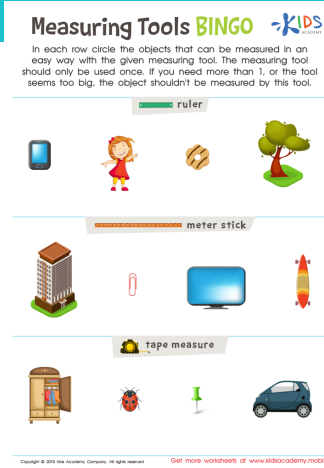 Measuring Tools BINGO
KIDS
ACADEMY
In each row circle the objects that can be measured in an
easy way with the given measuring tool. The measuring tool
should only be used once. If you need more than 1, or the tool
seems too big, the object shouldn't be measured by this tool.
ruler
meter stick
tape measure
Copyright © 2015 Kids Academy Company. All rights reserved
Get more worksheets at www.kidsacademy.mobi